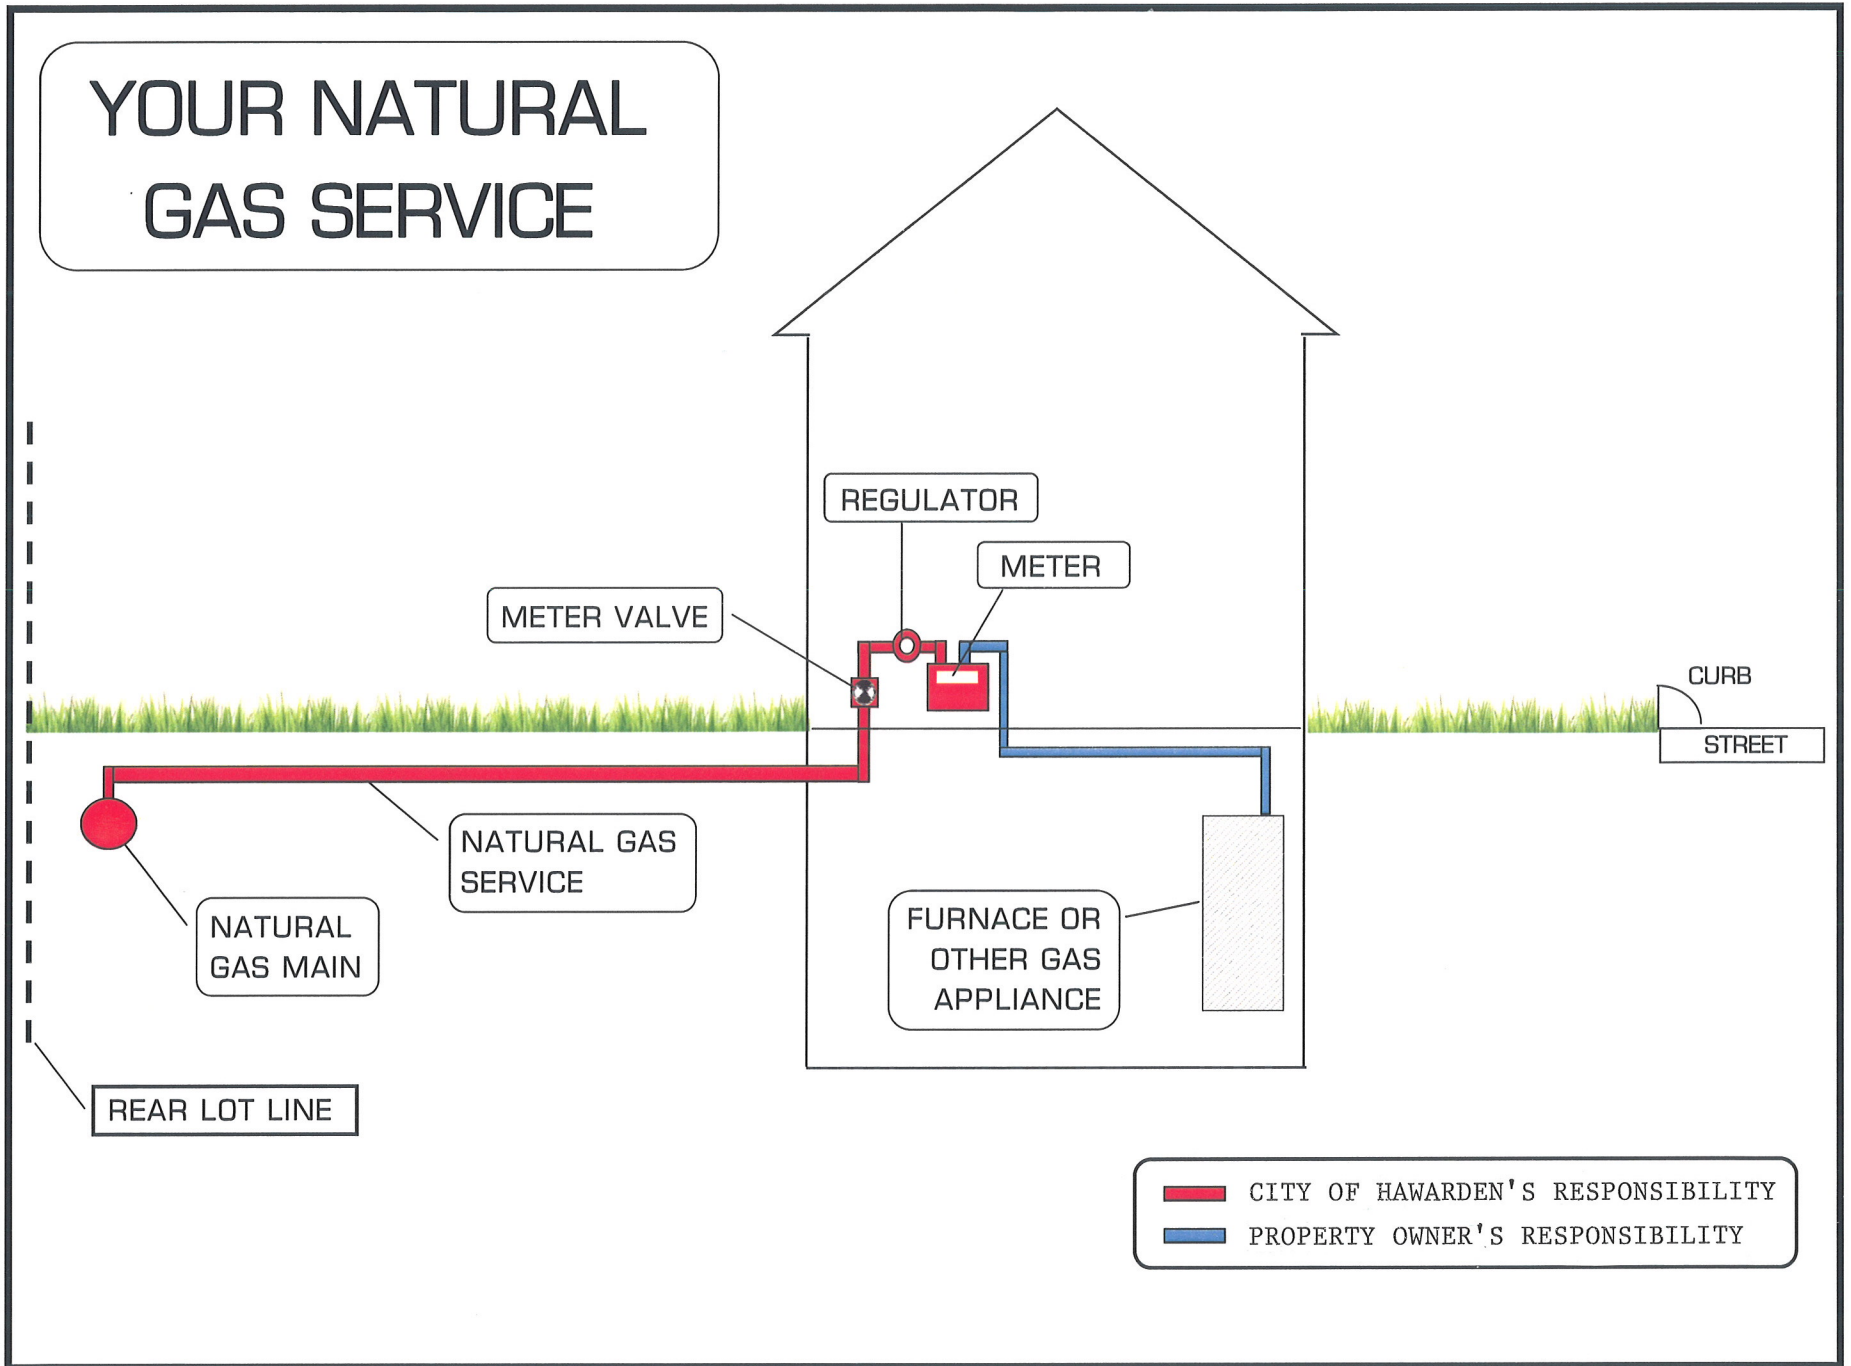 YOUR NATURAL
GAS SERVICE
REGULATOR
METER
METER VALVE
CURB
STREET
NATURAL GAS
SERVICE
NATURAL
GAS MAIN
FURNACE OR
OTHER GAS
APPLIANCE
REAR LOT LINE
CITY OF HAWARDEN'S RESPONSIBILITY
PROPERTY OWNER'S RESPONSIBILITY